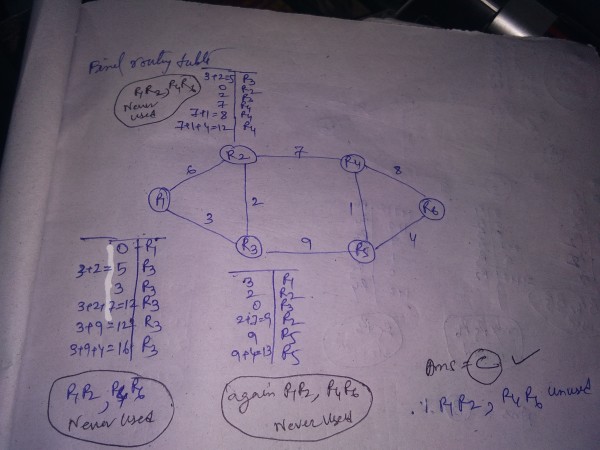 Final routing table
3+2=5 R3
0 R2
2 R3
7 R4
7+1=8 R4
7+1+4=12 R4
R1R2, R4R6
Never
used
R2
7
R4
8
6
R1
2
1
R6
3
4
R3
9
R5
0 R1
3+2=5 R3
3 R3
3+2+7=12 R3
3+9=12 R3
3+9+4=16 R3
3 R1
2 R2
0 R3
2+7=9 R2
9 R5
9+4=13 R5
R1R2, R4R6
Never used
again R1R2, R4R6
Never used
Ans = C ✓
∴ R1R2, R4R6 unused